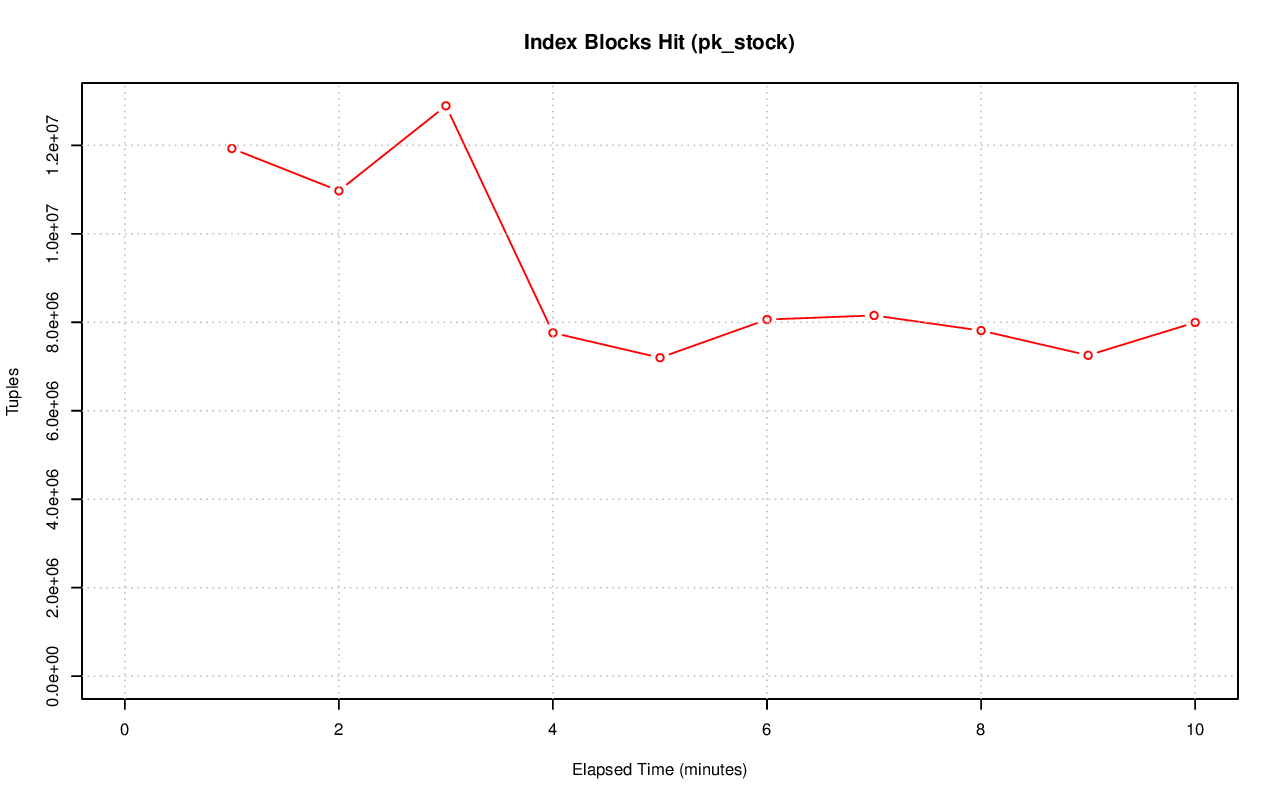 Index Blocks Hit (pk_stock)
1.2e+07
1.0e+07
8.0e+06
6.0e+06
4.0e+06
2.0e+06
0.0e+00
Tuples
0 2 4 6 8 10
Elapsed Time (minutes)